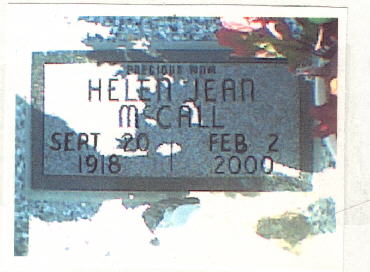 PRECIOUS MOM
HELEN JEAN
McCALL
SEPT 20 FEB 2
1918 2000